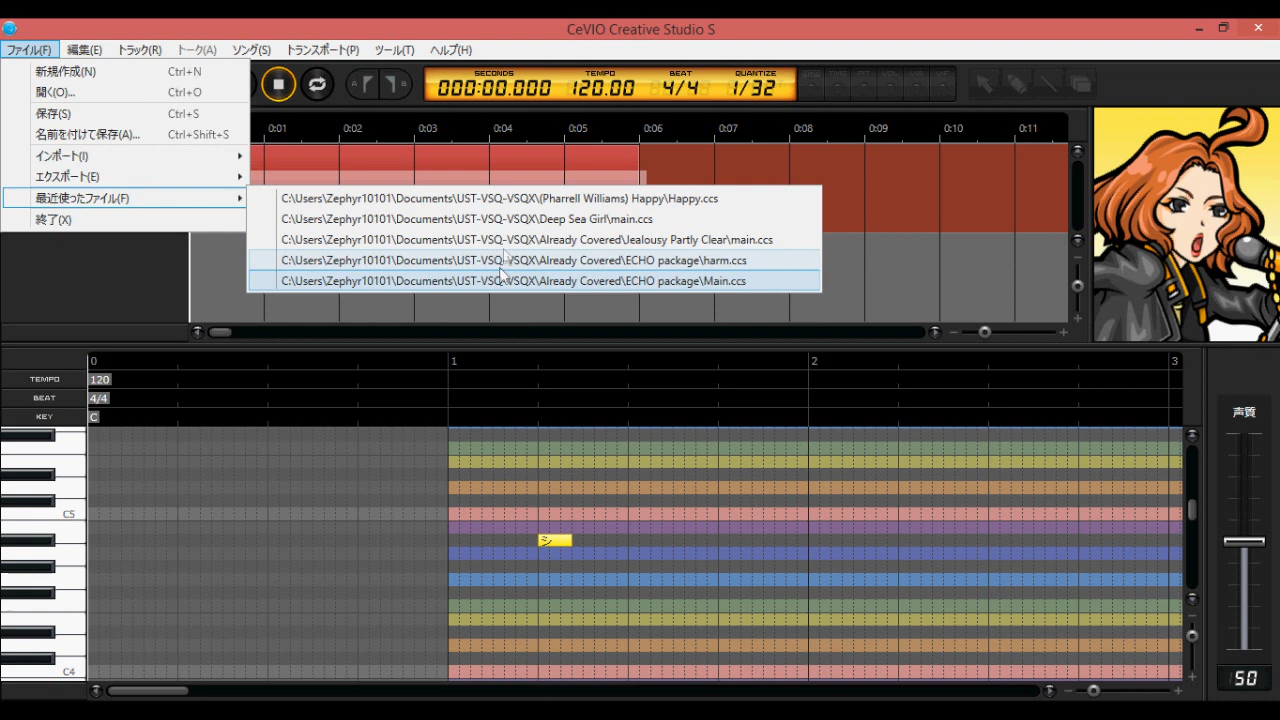 CeVIO Creative Studio S
ファイル(F) 編集(E) トラック(R) トーク(A) ソング(S) トランスポート(P) ツール(T) ヘルプ(H)
新規作成(N) Ctrl+N
開く(O)... Ctrl+O
保存(S) Ctrl+S
名前を付けて保存(A)... Ctrl+Shift+S
インポート(I)
エクスポート(E)
最近使ったファイル(F)
終了(X)
A B
SECONDS TEMPO BEAT QUANTIZE
000:00.000 120.00 4/4 1/32
0:01 0:02 0:03 0:04 0:05 0:06 0:07 0:08 0:09 0:10 0:11
C:\Users\Zephyr10101\Documents\UST-VSQ-VSQX\(Pharrell Williams) Happy\Happy.ccs
C:\Users\Zephyr10101\Documents\UST-VSQ-VSQX\Deep Sea Girl\main.ccs
C:\Users\Zephyr10101\Documents\UST-VSQ-VSQX\Already Covered\Jealousy Partly Clear\main.ccs
C:\Users\Zephyr10101\Documents\UST-VSQ-VSQX\Already Covered\ECHO package\harm.ccs
C:\Users\Zephyr10101\Documents\UST-VSQ-VSQX\Already Covered\ECHO package\Main.ccs
0 1 2 3
TEMPO 120
BEAT 4/4
KEY C
声質
C5
シ
C4
50